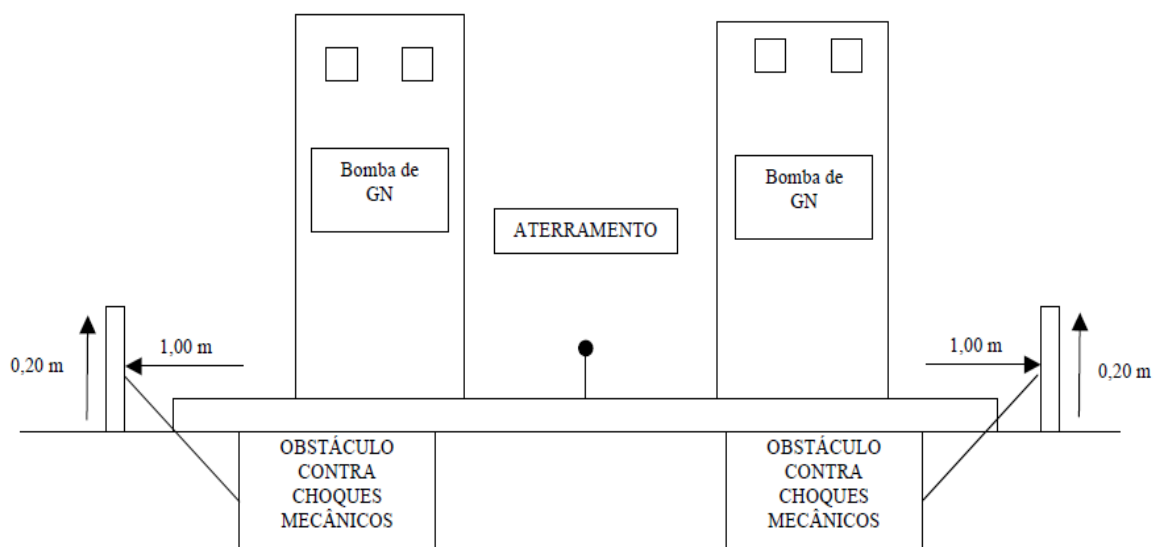 Bomba de
GN
Bomba de
GN
ATERRAMENTO
1,00 m
1,00 m
0,20 m
0,20 m
OBSTÁCULO
CONTRA
CHOQUES
MECÂNICOS
OBSTÁCULO
CONTRA
CHOQUES
MECÂNICOS